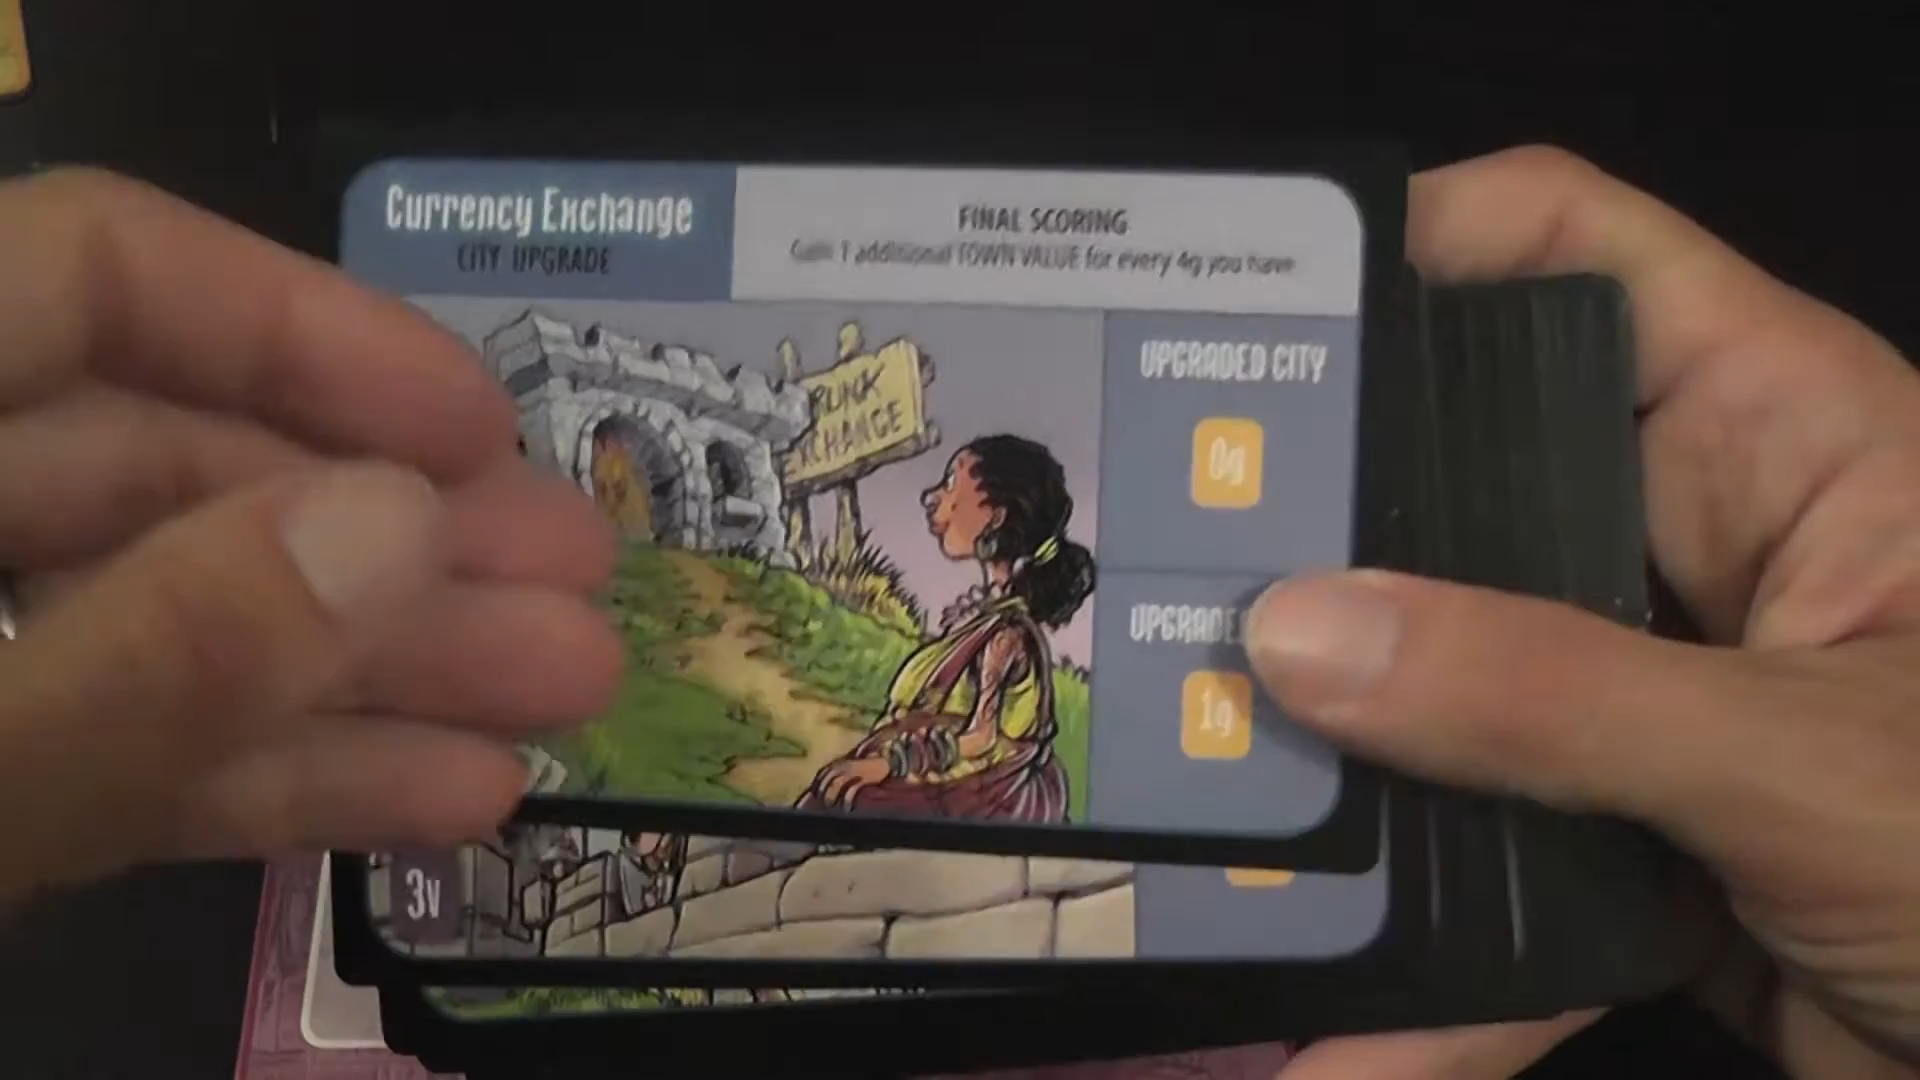 Currency Exchange
CITY UPGRADE
FINAL SCORING
Gain 1 additional TOWN VALUE for every 4g you have
EXCHANGE
UPGRADED CITY
0g
1g
3v